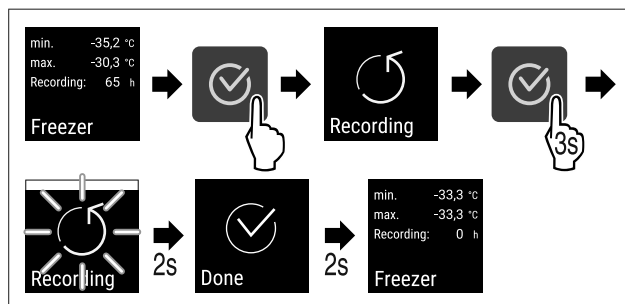 min. -35,2 °C
max. -30,3 °C
Recording: 65 h
Freezer
Recording
3s
Recording
2s
Done
2s
min. -33,3 °C
max. -33,3 °C
Recording: 0 h
Freezer